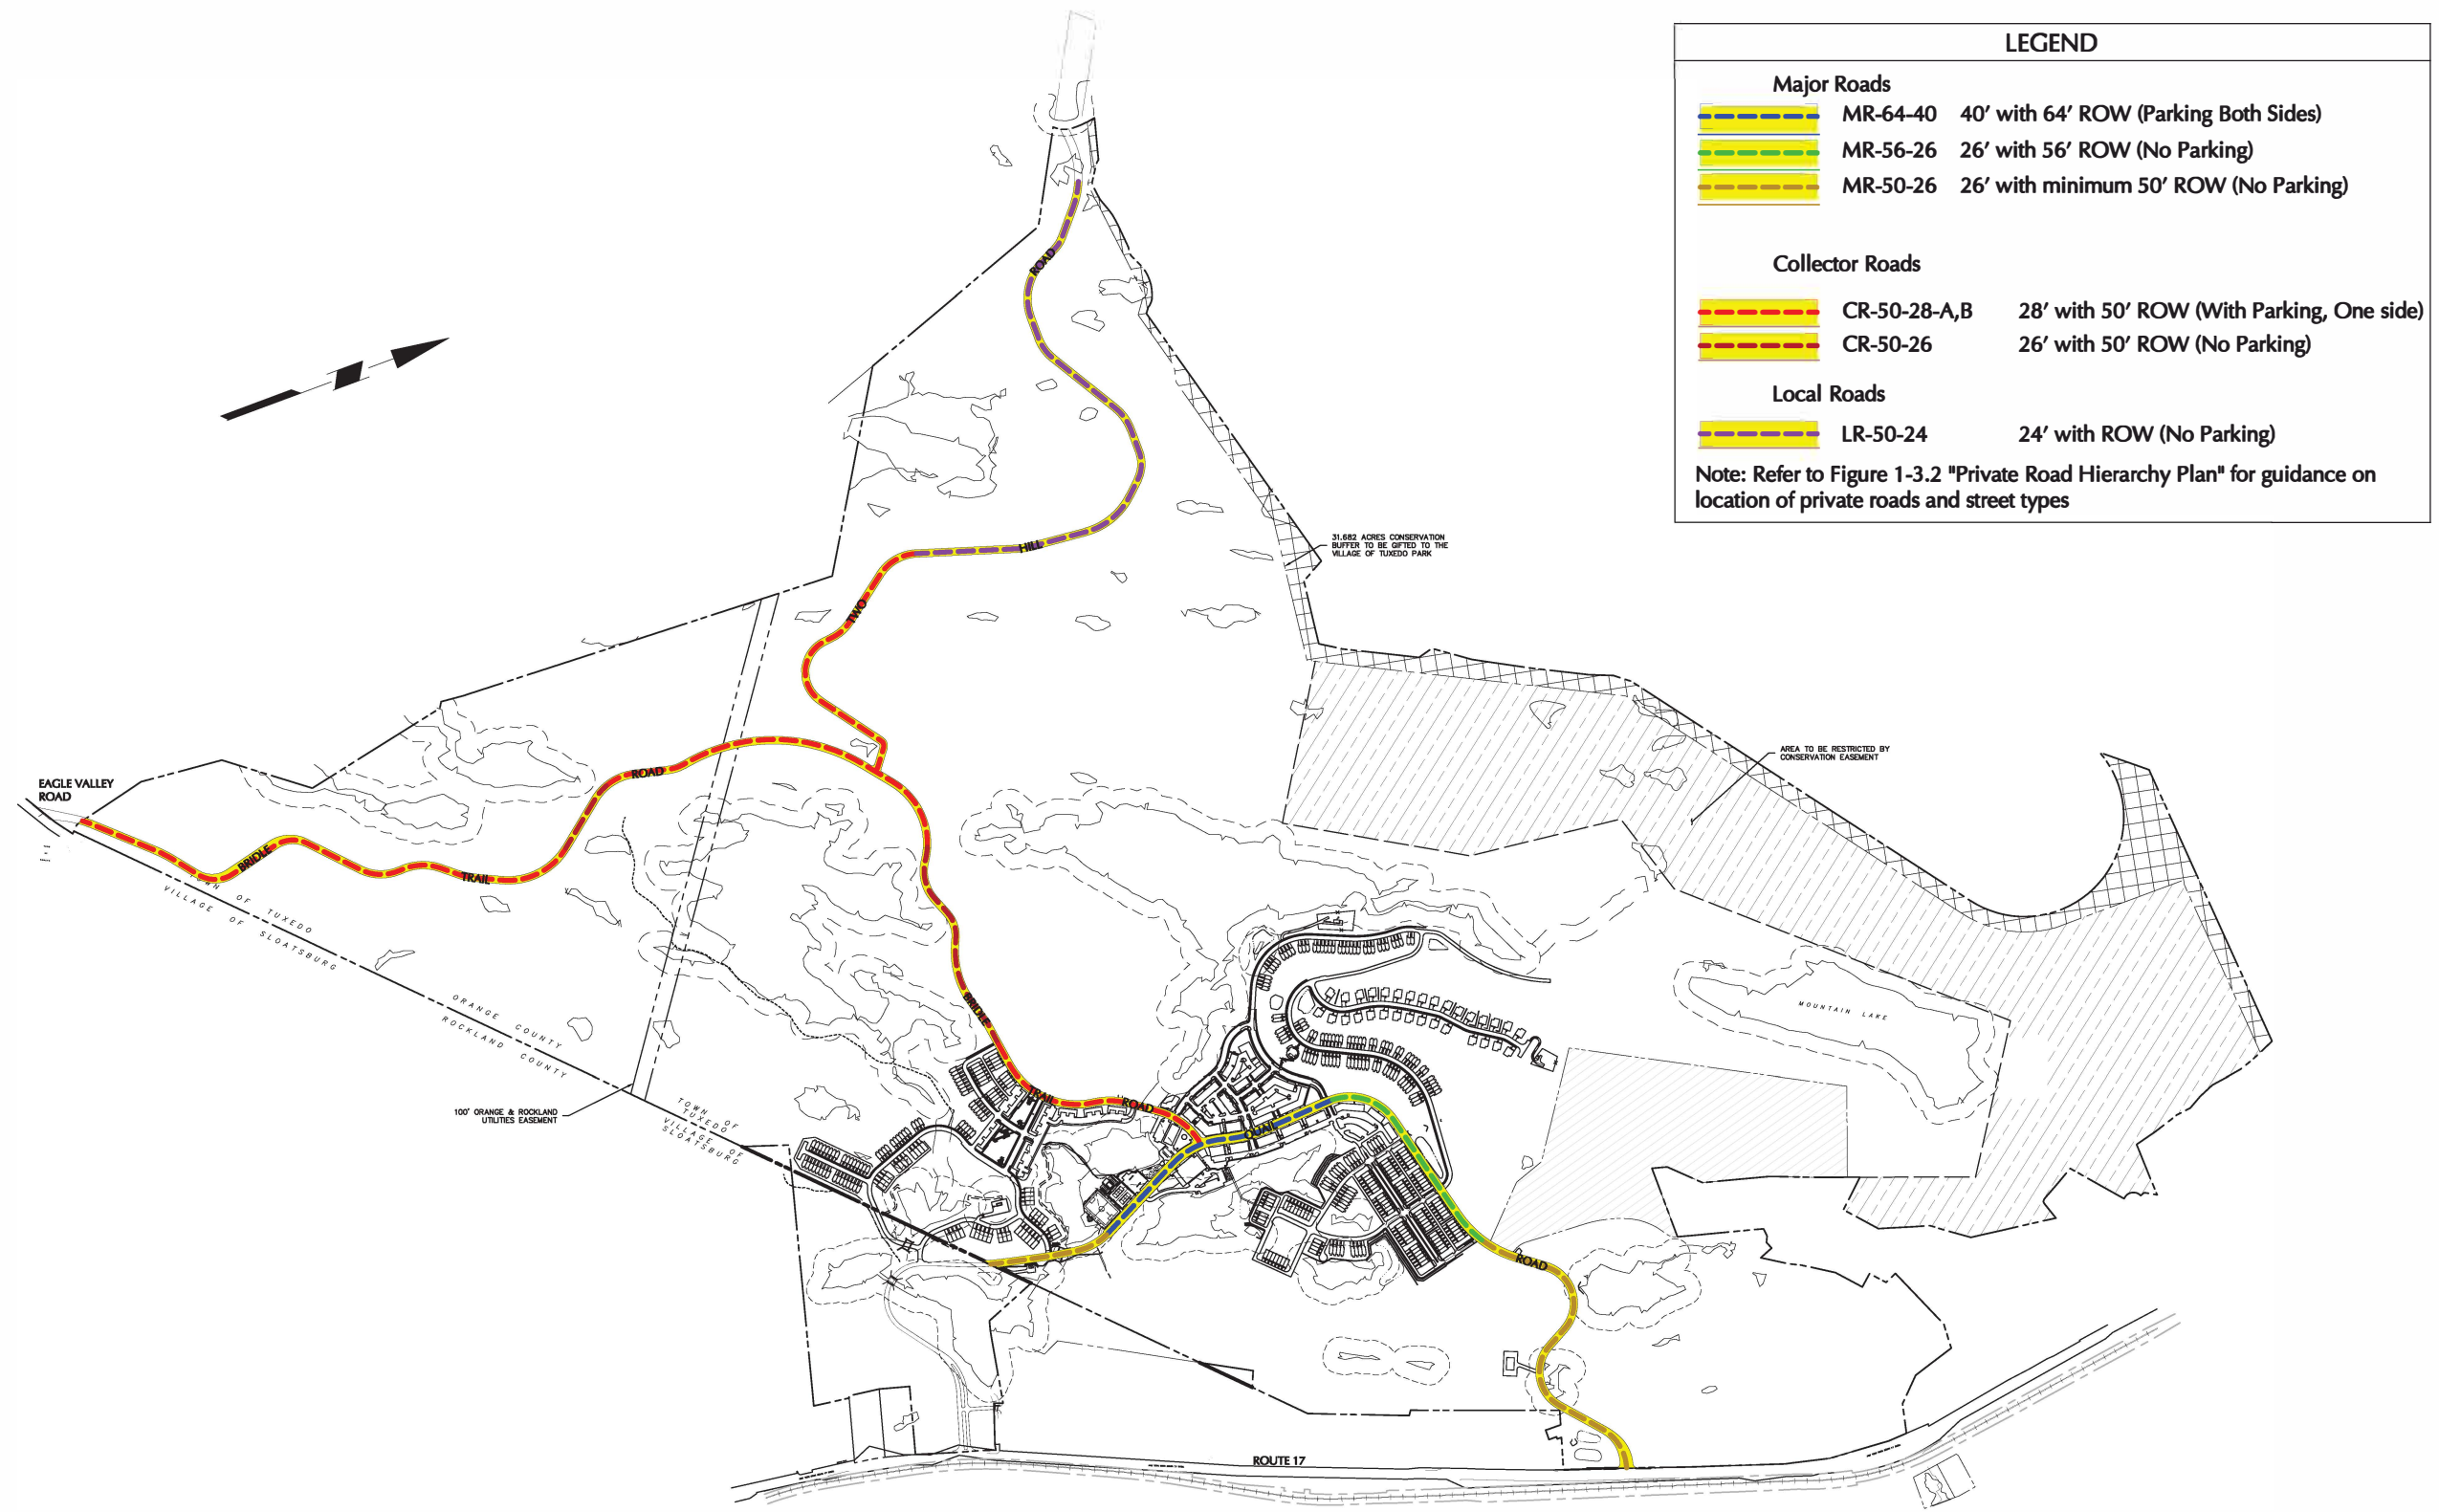 LEGEND
Major Roads
MR-64-40 40' with 64' ROW (Parking Both Sides)
MR-56-26 26' with 56' ROW (No Parking)
MR-50-26 26' with minimum 50' ROW (No Parking)
Collector Roads
CR-50-28-A,B 28' with 50' ROW (With Parking, One side)
CR-50-26 26' with 50' ROW (No Parking)
Local Roads
LR-50-24 24' with ROW (No Parking)
Note: Refer to Figure 1-3.2 "Private Road Hierarchy Plan" for guidance on
location of private roads and street types
ROAD
HILL
TWO
31.682 ACRES CONSERVATION
BUFFER TO BE GIFTED TO THE
VILLAGE OF TUXEDO PARK
AREA TO BE RESTRICTED BY
CONSERVATION EASEMENT
EAGLE VALLEY
ROAD
BRIDLE
TRAIL
ROAD
TOWN OF TUXEDO
VILLAGE OF SLOATSBURG
ORANGE COUNTY
ROCKLAND COUNTY
MOUNTAIN LAKE
BRIDLE
TRAIL
ROAD
QUAIL
ROAD
100' ORANGE & ROCKLAND
UTILITIES EASEMENT
TOWN OF
TUXEDO
VILLAGE OF
SLOATSBURG
ROUTE 17